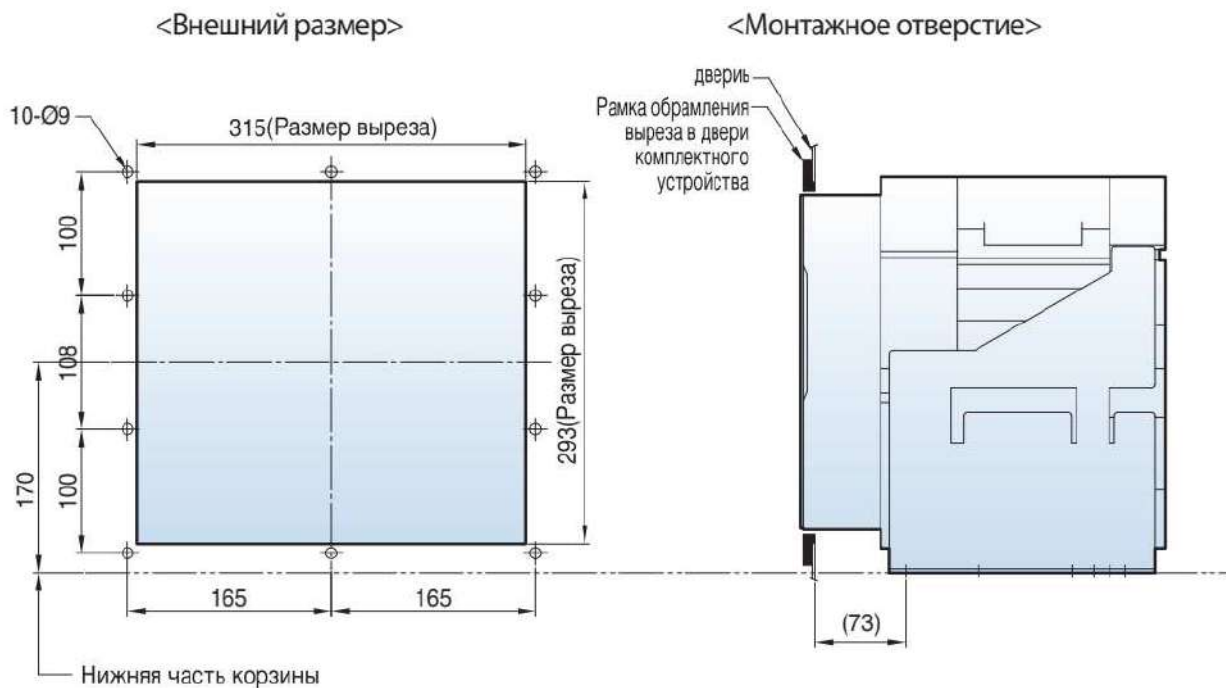 <Внешний размер>
<Монтажное отверстие>
10-Ø9
315(Размер выреза)
100
108
100
170
293(Размер выреза)
165
165
Нижняя часть корзины
двериь
Рамка обрамления
выреза в двери
комплектного
устройства
(73)